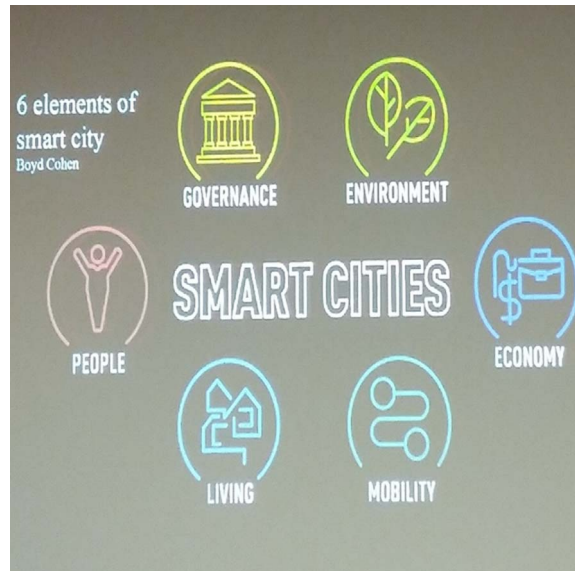 6 elements of
smart city
Boyd Cohen
GOVERNANCE
ENVIRONMENT
SMART CITIES
PEOPLE
ECONOMY
LIVING
MOBILITY